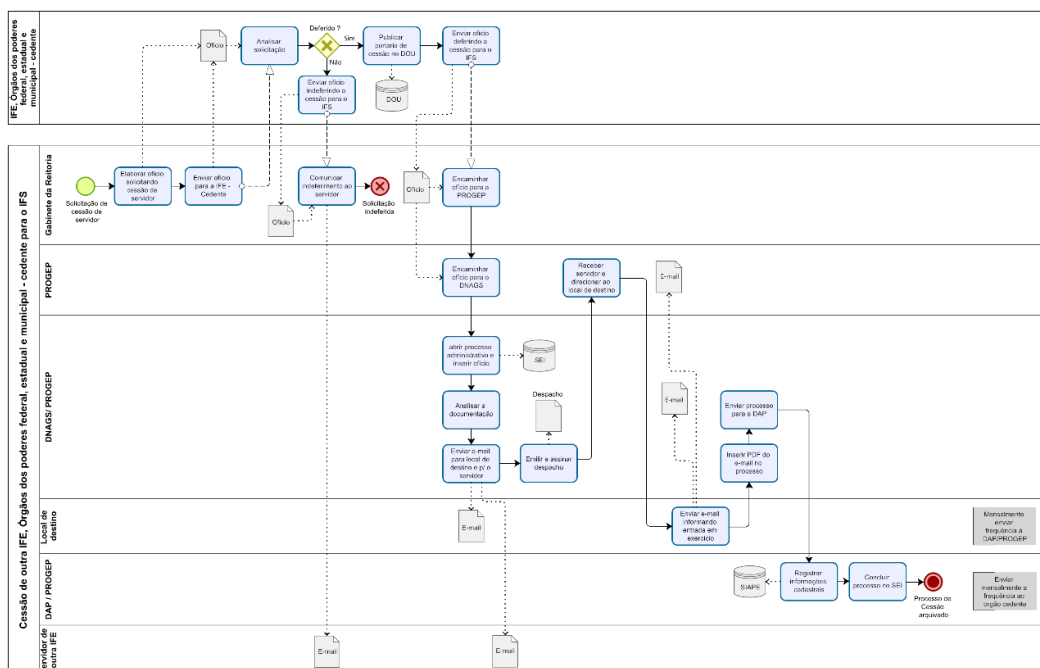 IFE, Órgãos dos poderes
federal, estadual e
municipal - cedente
Ofício
Analisar
solicitação
Deferido ?
Sim
Não
Publicar
portaria de
cessão no DOU
Enviar ofício
deferindo a
cessão para o
IFS
Enviar ofício
indeferindo a
cessão para o
IFS
DOU
Cessão de outra IFE, Órgãos dos poderes federal, estadual e municipal - cedente para o IFS
Gabinete da Reitoria
Solicitação de
cessão de
servidor
Elaborar ofício
solicitando
cessão de
servidor
Enviar ofício
para a IFE -
Cedente
Ofício
Comunicar
indeferimento ao
servidor
Solicitação
indeferida
Ofício
Encaminhar
ofício para a
PROGEP
PROGEP
Encaminhar
ofício para o
DNAGS
Receber
servidor e
direcionar ao
local de destino
E-mail
DNAGS/ PROGEP
abrir processo
administrativo e
inserir ofício
SEI
Analisar a
documentação
Enviar e-mail
para local de
destino e p/ o
servidor
Despacho
Emitir e assinar
despacho
E-mail
Enviar processo
para a DAP
Inserir PDF do
e-mail no
processo
Local de
destino
E-mail
Enviar e-mail
informando
entrada em
exercício
Mensalmente
enviar
frequência à
DAP/PROGEP
DAP / PROGEP
SIAPE
Registrar
informações
cadastrais
Concluir
processo no SEI
Processo de
Cessão
arquivado
Enviar
mensalmente a
frequência ao
órgão cedente
ervidor de
outra IFE
E-mail
E-mail